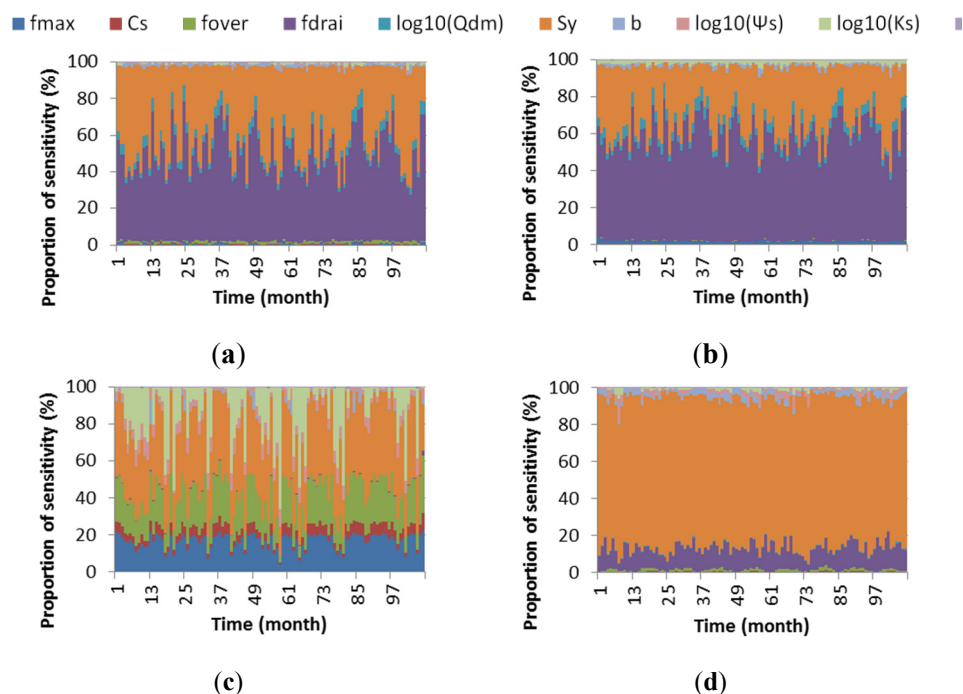 fmax Cs fover fdrai log10(Qdm) Sy b log10(Ψs) log10(Ks)
Proportion of sensitivity (%)
100
80
60
40
20
0
1 13 25 37 49 61 73 85 97
Time (month)
(a)
Proportion of sensitivity (%)
100
80
60
40
20
0
1 13 25 37 49 61 73 85 97
Time (month)
(b)
Proportion of sensitivity (%)
100
80
60
40
20
0
1 13 25 37 49 61 73 85 97
Time (month)
(c)
Proportion of sensitivity (%)
100
80
60
40
20
0
1 13 25 37 49 61 73 85 97
Time (month)
(d)